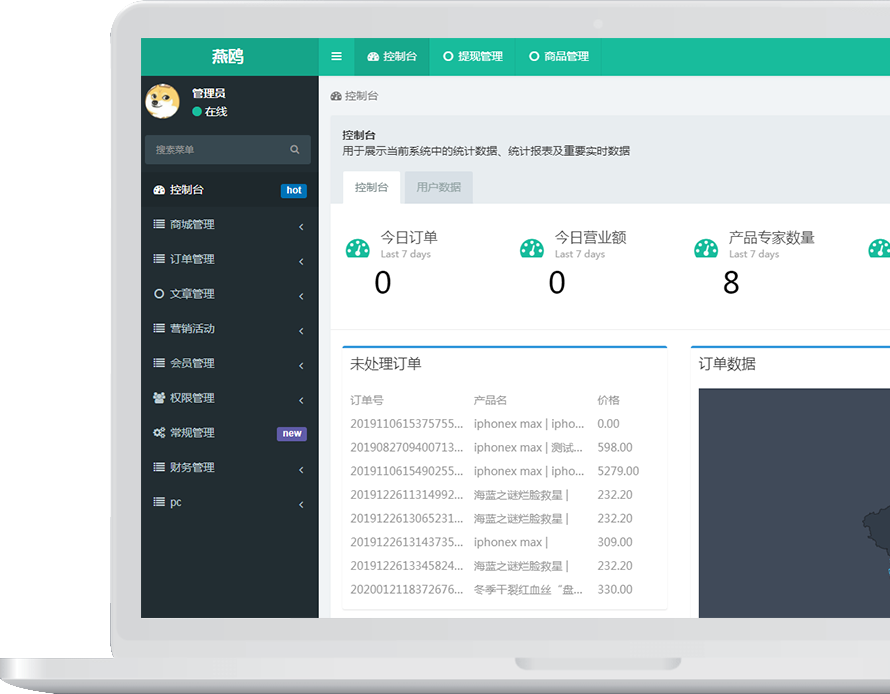 燕鸥
控制台 提现管理 商品管理
管理员
在线
搜索菜单
控制台 hot
商城管理
订单管理
文章管理
营销活动
会员管理
权限管理
常规管理 new
财务管理
pc
控制台
控制台
用于展示当前系统中的统计数据、统计报表及重要实时数据
控制台 用户数据
今日订单 今日营业额 产品专家数量
Last 7 days Last 7 days Last 7 days
0 0 8
未处理订单
订单号 产品名 价格
2019110615375755... iphonex max | ipho... 0.00
2019082709400713... iphonex max | 测试... 598.00
2019110615490255... iphonex max | ipho... 5279.00
2019122611314992... 海蓝之谜烂脸救星 | 232.20
2019122613065231... 海蓝之谜烂脸救星 | 232.20
2019122613143735... iphonex max | 309.00
2019122613345824... 海蓝之谜烂脸救星 | 232.20
2020012118372676... 冬季干裂红血丝“盘... 330.00
订单数据